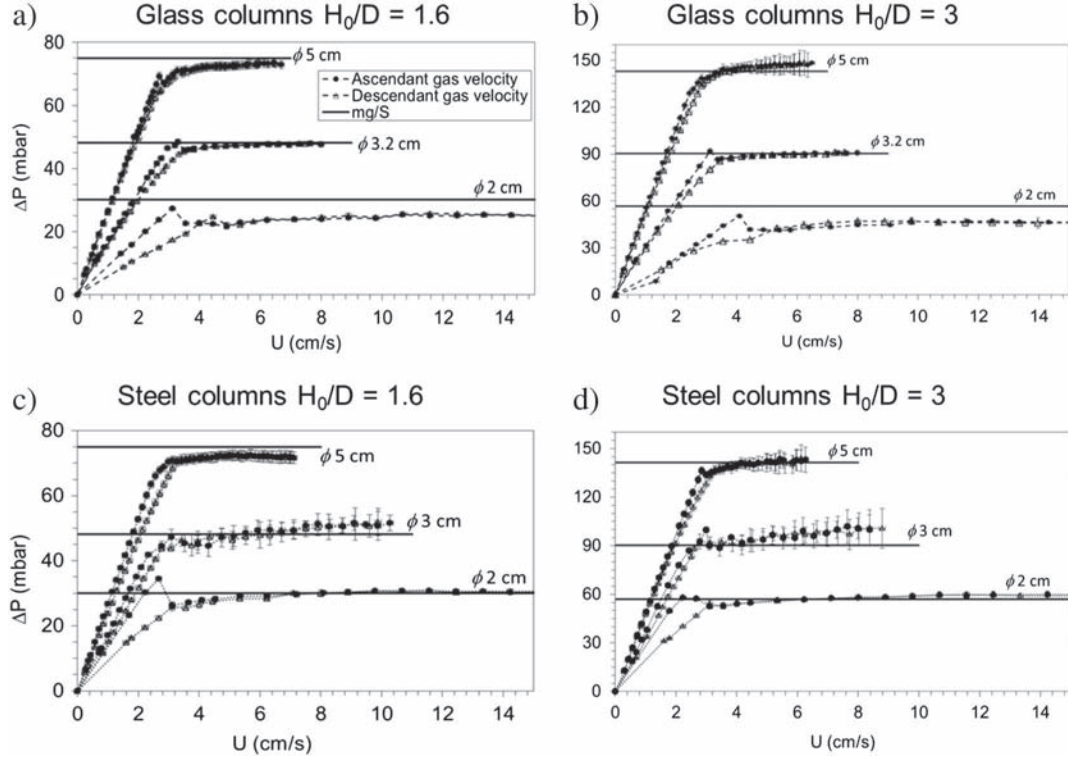 a) Glass columns H₀/D = 1.6
80
60
40
20
0
ΔP (mbar)
ϕ 5 cm
Ascendant gas velocity
Descendant gas velocity
mg/S
ϕ 3.2 cm
ϕ 2 cm
0 2 4 6 8 10 12 14
U (cm/s)
b) Glass columns H₀/D = 3
150
120
90
60
30
0
ϕ 5 cm
ϕ 3.2 cm
ϕ 2 cm
0 2 4 6 8 10 12 14
U (cm/s)
c) Steel columns H₀/D = 1.6
80
60
40
20
0
ΔP (mbar)
ϕ 5 cm
ϕ 3 cm
ϕ 2 cm
0 2 4 6 8 10 12 14
U (cm/s)
d) Steel columns H₀/D = 3
150
120
90
60
30
0
ϕ 5 cm
ϕ 3 cm
ϕ 2 cm
0 2 4 6 8 10 12 14
U (cm/s)